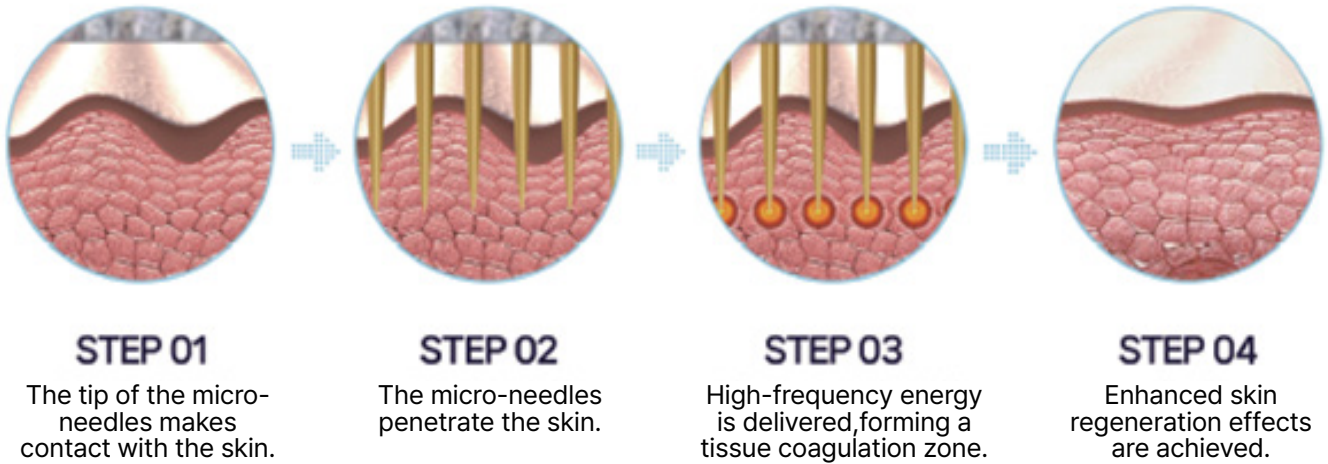 STEP 01
The tip of the micro-
needles makes
contact with the skin.
STEP 02
The micro-needles
penetrate the skin.
STEP 03
High-frequency energy
is delivered,forming a
tissue coagulation zone.
STEP 04
Enhanced skin
regeneration effects
are achieved.